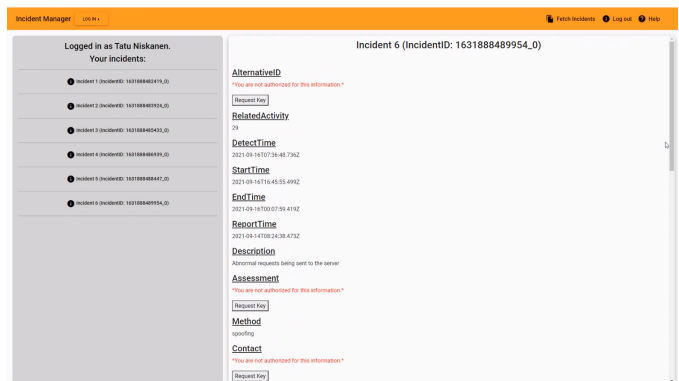 Incident Manager
LOG IN
Fetch Incidents
Log out
Help
Logged in as Tatu Niskanen.
Your incidents:
Incident 1 (IncidentID: 1631888482419_0)
Incident 2 (IncidentID: 1631888483924_0)
Incident 3 (IncidentID: 1631888485433_0)
Incident 4 (IncidentID: 1631888486939_0)
Incident 5 (IncidentID: 1631888488447_0)
Incident 6 (IncidentID: 1631888489954_0)
Incident 6 (IncidentID: 1631888489954_0)
AlternativeID
*You are not authorized for this information.*
Request Key
RelatedActivity
29
DetectTime
2021-09-16T07:36:48.736Z
StartTime
2021-09-16T16:45:55.499Z
EndTime
2021-09-16T00:07:59.419Z
ReportTime
2021-09-14T08:24:38.473Z
Description
Abnormal requests being sent to the server
Assessment
*You are not authorized for this information.*
Request Key
Method
spoofing
Contact
*You are not authorized for this information.*
Request Key